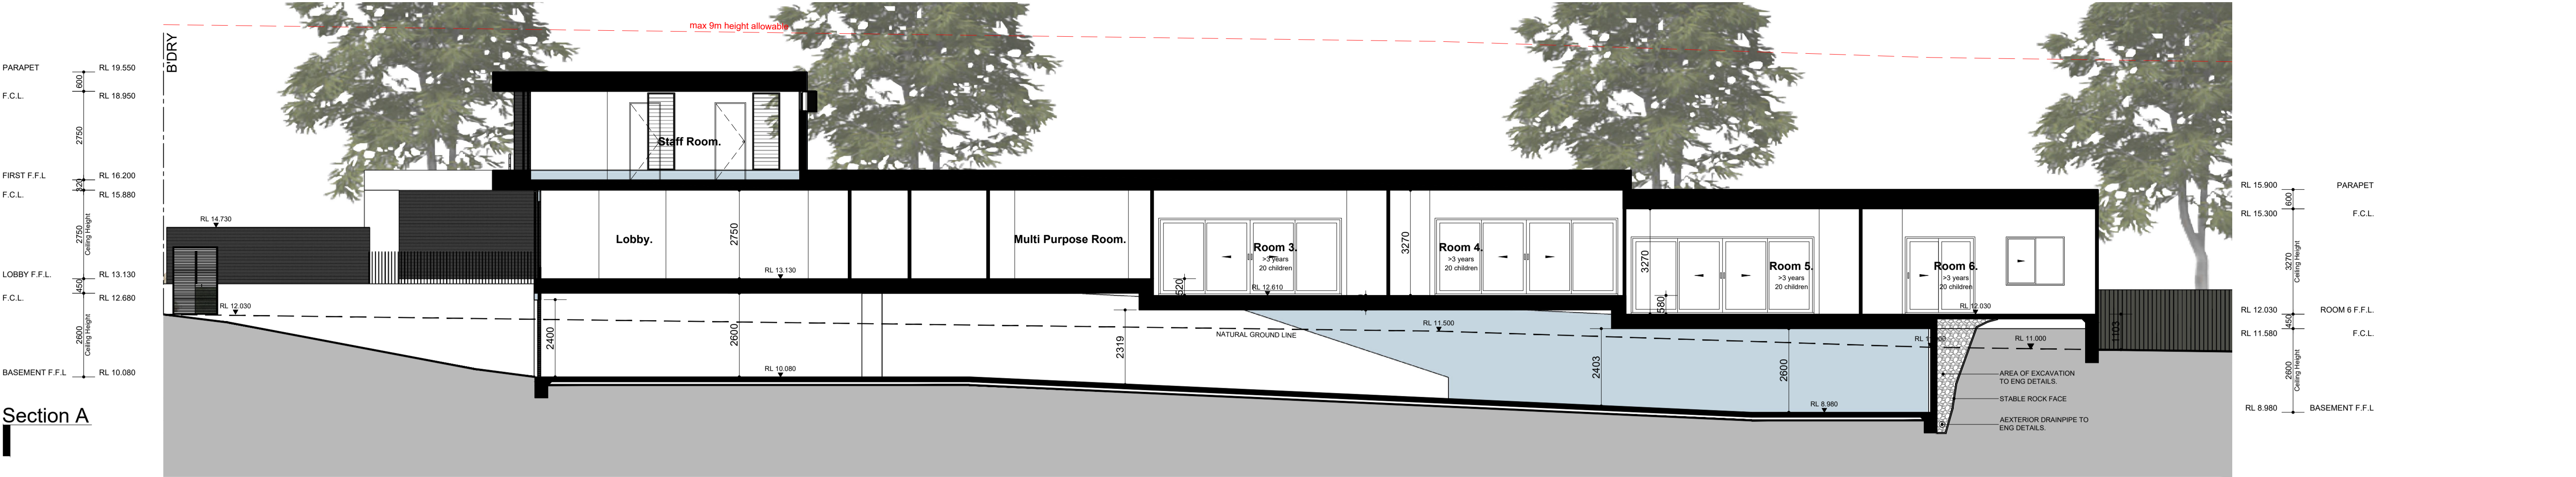 max 9m height allowable
B'DRY
PARAPET
RL 19.550
600
F.C.L.
RL 18.950
2750
FIRST F.F.L
RL 16.200
320
F.C.L.
RL 15.880
2750
Ceiling Height
LOBBY F.F.L.
RL 13.130
450
F.C.L.
RL 12.680
2600
Ceiling Height
BASEMENT F.F.L
RL 10.080
Section A
RL 14.730
RL 12.030
Staff Room.
Lobby.
2750
RL 13.130
Multi Purpose Room.
Room 3.
>3 years
20 children
RL 12.610
520
3270
Room 4.
>3 years
20 children
3270
580
Room 5.
>3 years
20 children
Room 6.
>3 years
20 children
RL 12.030
2400
2600
RL 10.080
2319
NATURAL GROUND LINE
RL 11.500
2403
2600
RL 8.980
RL 11.000
1103
AREA OF EXCAVATION
TO ENG DETAILS.
STABLE ROCK FACE
AEXTERIOR DRAINPIPE TO
ENG DETAILS.
RL 15.900
PARAPET
600
RL 15.300
F.C.L.
3270
Ceiling Height
RL 12.030
ROOM 6 F.F.L.
450
RL 11.580
F.C.L.
2600
Ceiling Height
RL 8.980
BASEMENT F.F.L